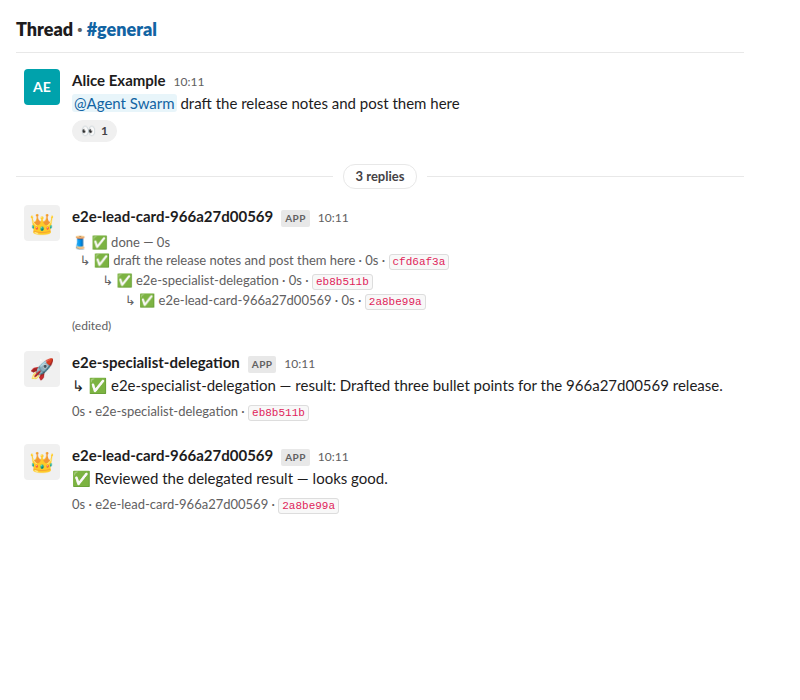 Thread • #general
AE
Alice Example 10:11
@Agent Swarm draft the release notes and post them here
👀 1
3 replies
e2e-lead-card-966a27d00569 APP 10:11
🧵 ✅ done — 0s
↳ ✅ draft the release notes and post them here · 0s · cfd6af3a
↳ ✅ e2e-specialist-delegation · 0s · eb8b511b
↳ ✅ e2e-lead-card-966a27d00569 · 0s · 2a8be99a
(edited)
e2e-specialist-delegation APP 10:11
↳ ✅ e2e-specialist-delegation — result: Drafted three bullet points for the 966a27d00569 release.
0s · e2e-specialist-delegation · eb8b511b
e2e-lead-card-966a27d00569 APP 10:11
✅ Reviewed the delegated result — looks good.
0s · e2e-lead-card-966a27d00569 · 2a8be99a